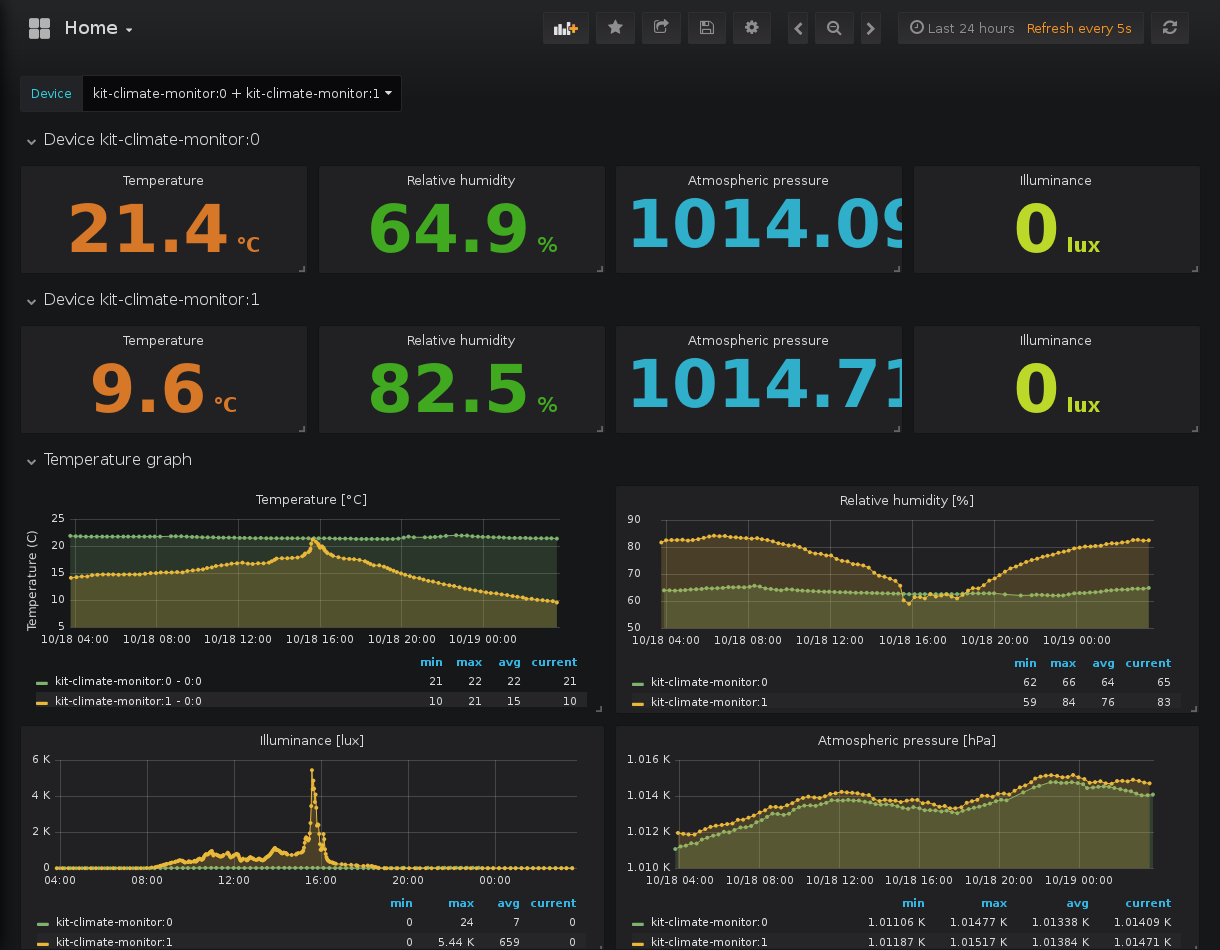 Home
Last 24 hours Refresh every 5s
Device kit-climate-monitor:0 + kit-climate-monitor:1
Device kit-climate-monitor:0
Temperature Relative humidity Atmospheric pressure Illuminance
21.4 °C 64.9 % 1014.09 0 lux
Device kit-climate-monitor:1
Temperature Relative humidity Atmospheric pressure Illuminance
9.6 °C 82.5 % 1014.71 0 lux
Temperature graph
Temperature [°C]
Temperature (C)
25
20
15
10
5
10/18 04:00 10/18 08:00 10/18 12:00 10/18 16:00 10/18 20:00 10/19 00:00
min max avg current
kit-climate-monitor:0 - 0:0 21 22 22 21
kit-climate-monitor:1 - 0:0 10 21 15 10
Relative humidity [%]
90
80
70
60
50
10/18 04:00 10/18 08:00 10/18 12:00 10/18 16:00 10/18 20:00 10/19 00:00
min max avg current
kit-climate-monitor:0 62 66 64 65
kit-climate-monitor:1 59 84 76 83
Illuminance [lux]
6 K
4 K
2 K
0
04:00 08:00 12:00 16:00 20:00 00:00
min max avg current
kit-climate-monitor:0 0 24 7 0
kit-climate-monitor:1 0 5.44 K 659 0
Atmospheric pressure [hPa]
1.016 K
1.014 K
1.012 K
1.010 K
10/18 04:00 10/18 08:00 10/18 12:00 10/18 16:00 10/18 20:00 10/19 00:00
min max avg current
kit-climate-monitor:0 1.01106 K 1.01477 K 1.01338 K 1.01409 K
kit-climate-monitor:1 1.01187 K 1.01517 K 1.01384 K 1.01471 K